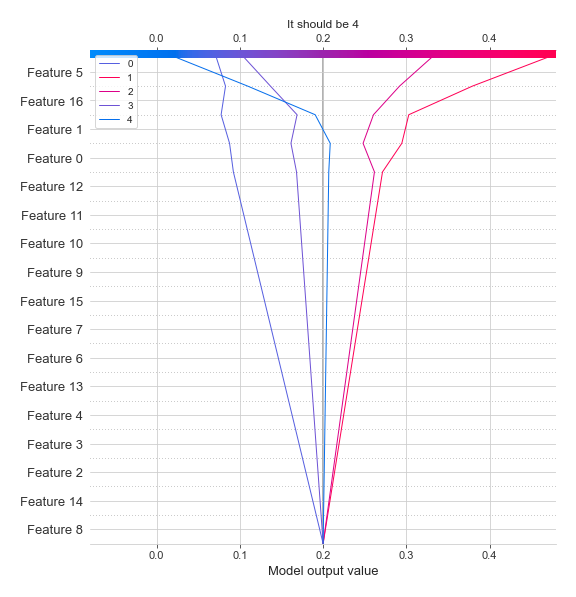 It should be 4
0.0 0.1 0.2 0.3 0.4
0
1
2
3
4
Feature 5
Feature 16
Feature 1
Feature 0
Feature 12
Feature 11
Feature 10
Feature 9
Feature 15
Feature 7
Feature 6
Feature 13
Feature 4
Feature 3
Feature 2
Feature 14
Feature 8
0.0 0.1 0.2 0.3 0.4
Model output value